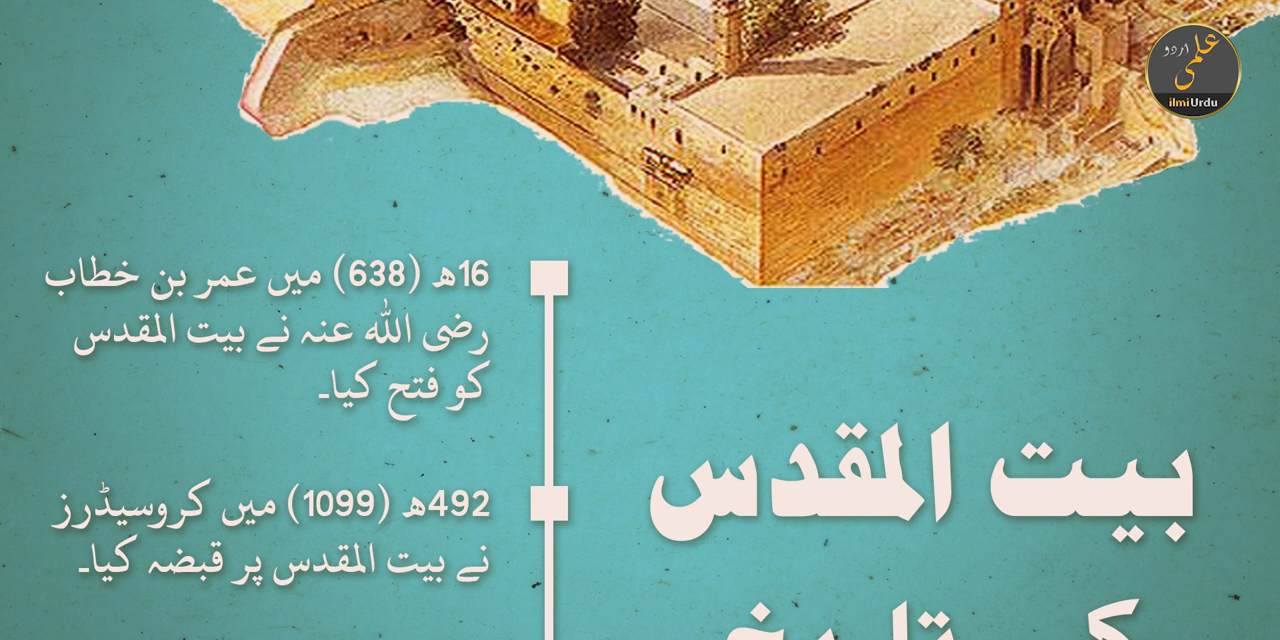 علمی
اردو
ilmiUrdu
16ھ (638) میں عمر بن خطاب
رضی اللہ عنہ نے بیت المقدس
کو فتح کیا۔
492ھ (1099) میں کروسیڈرز
نے بیت المقدس پر قبضہ کیا۔
بیت المقدس